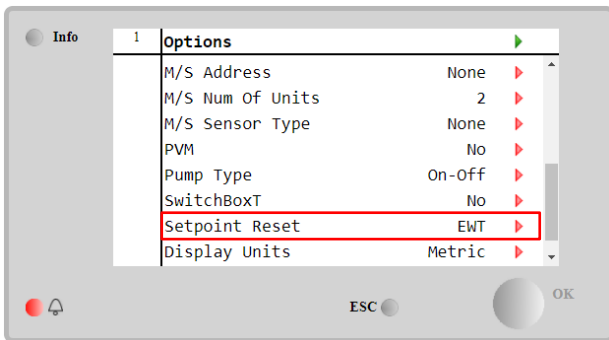 Info
1 Options
M/S Address None
M/S Num Of Units 2
M/S Sensor Type None
PVM No
Pump Type On-Off
SwitchBoxT No
Setpoint Reset EWT
Display Units Metric
ESC
OK